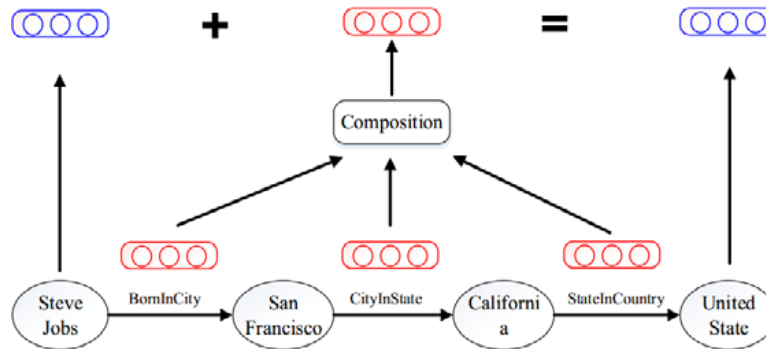 +
=
Composition
Steve
Jobs
BornInCity
San
Francisco
CityInState
Californi
a
StateInCountry
United
State